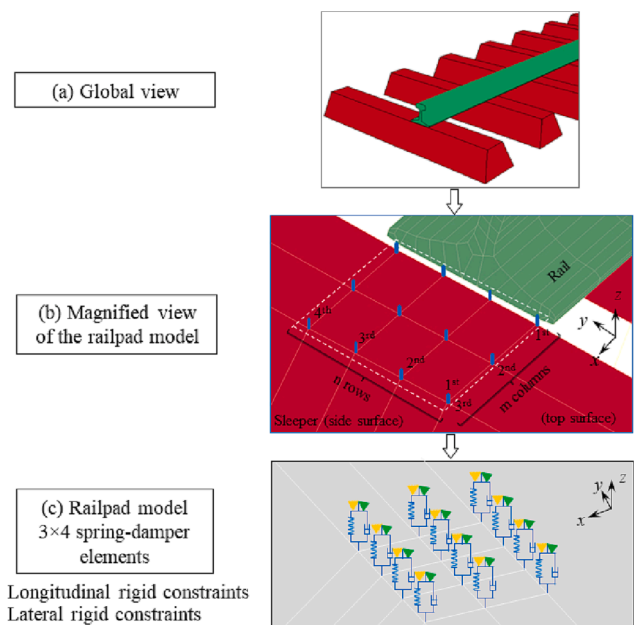 (a) Global view
(b) Magnified view
of the railpad model
Rail
z
y
x
4th
3rd
2nd
1st
1st
2nd
3rd
n rows
m columns
Sleeper (side surface)
(top surface)
(c) Railpad model
3×4 spring-damper
elements
z
y
x
Longitudinal rigid constraints
Lateral rigid constraints